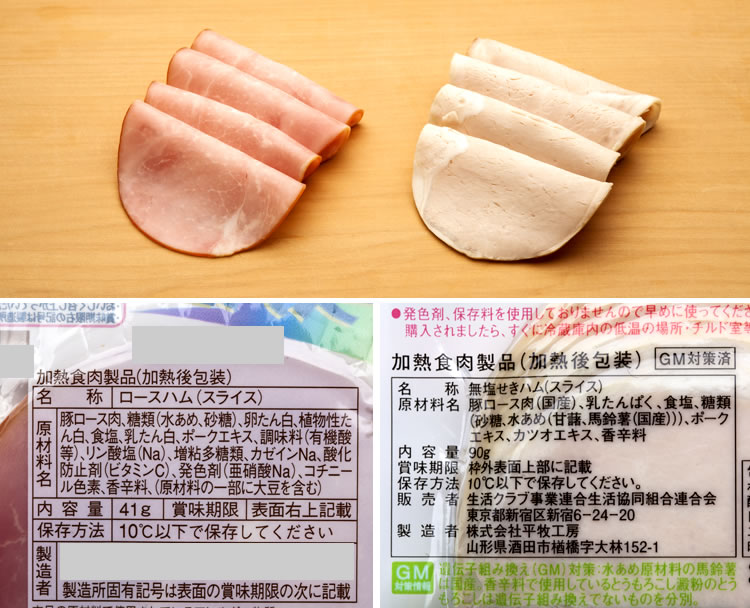 加熱食肉製品(加熱後包装)
名 称 ロースハム(スライス)
原材料名
豚ロース肉、糖類(水あめ、砂糖)、卵たん白、植物性た
ん白、食塩、乳たん白、ポークエキス、調味料(有機酸
等)、リン酸塩(Na)、増粘多糖類、カゼインNa、酸化
防止剤(ビタミンC)、発色剤(亜硝酸Na)、コチニー
ル色素、香辛料、(原材料の一部に大豆を含む)
内 容 量 41g 賞味期限 表面右上に記載
保存方法 10℃以下で保存してください
製造者
製造所固有記号は表面の賞味期限の次に記載
●発色剤、保存料を使用しておりませんので早めに使ってくだ
購入されましたら、すぐに冷蔵庫内の低温の場所・チルド室等
加熱食肉製品(加熱後包装) GM対策済
名 称 無塩せきハム(スライス)
原材料名 豚ロース肉(国産)、乳たんぱく、食塩、糖類
(砂糖、水あめ(甘藷、馬鈴薯(国産)))、ポーク
エキス、カツオエキス、香辛料
内 容 量 90g
賞味期限 枠外表面上部に記載
保存方法 10℃以下で保存してください。
販 売 者 生活クラブ事業連合生活協同組合連合会
東京都新宿区新宿6-24-20
製 造 者 株式会社平牧工房
山形県酒田市楢橋字大林152-1
GM
対策情報
遺伝子組み換え(GM)対策:水あめ原材料の馬鈴薯
は国産、香辛料で使用しているとうもろこし澱粉のとう
もろこしは遺伝子組換えてないものを分別。